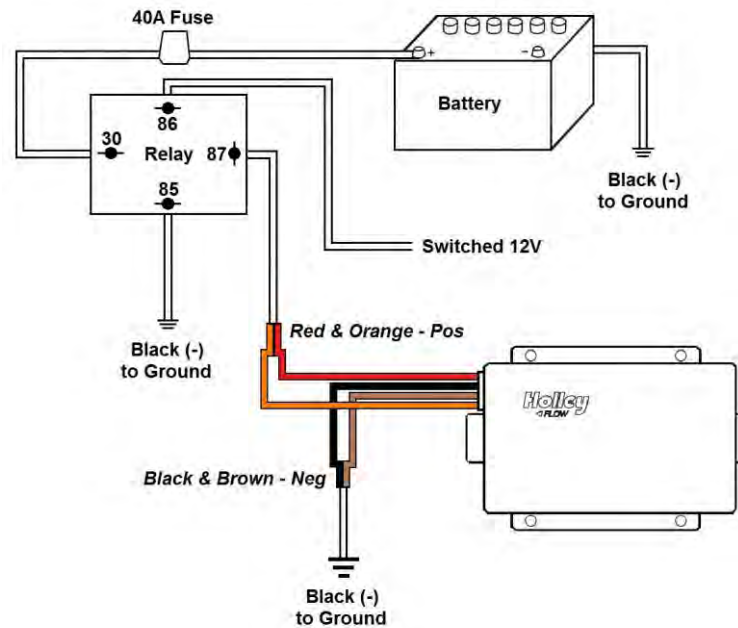 40A Fuse
+
-
Battery
86
30
Relay
87
85
Black (-)
to Ground
Switched 12V
Red & Orange - Pos
Black (-)
to Ground
Holley
FLOW
Black & Brown - Neg
Black (-)
to Ground